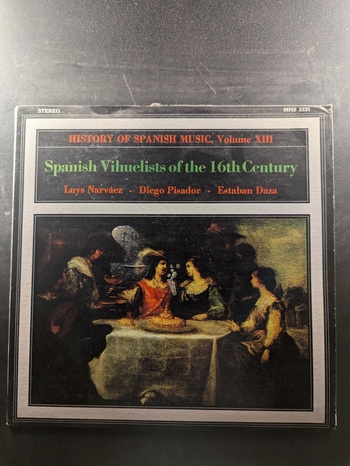 STEREO
MHS 3221
HISTORY OF SPANISH MUSIC, Volume XIII
Spanish Vihuelists of the 16th Century
Luys Narváez - Diego Pisador - Estaban Daza